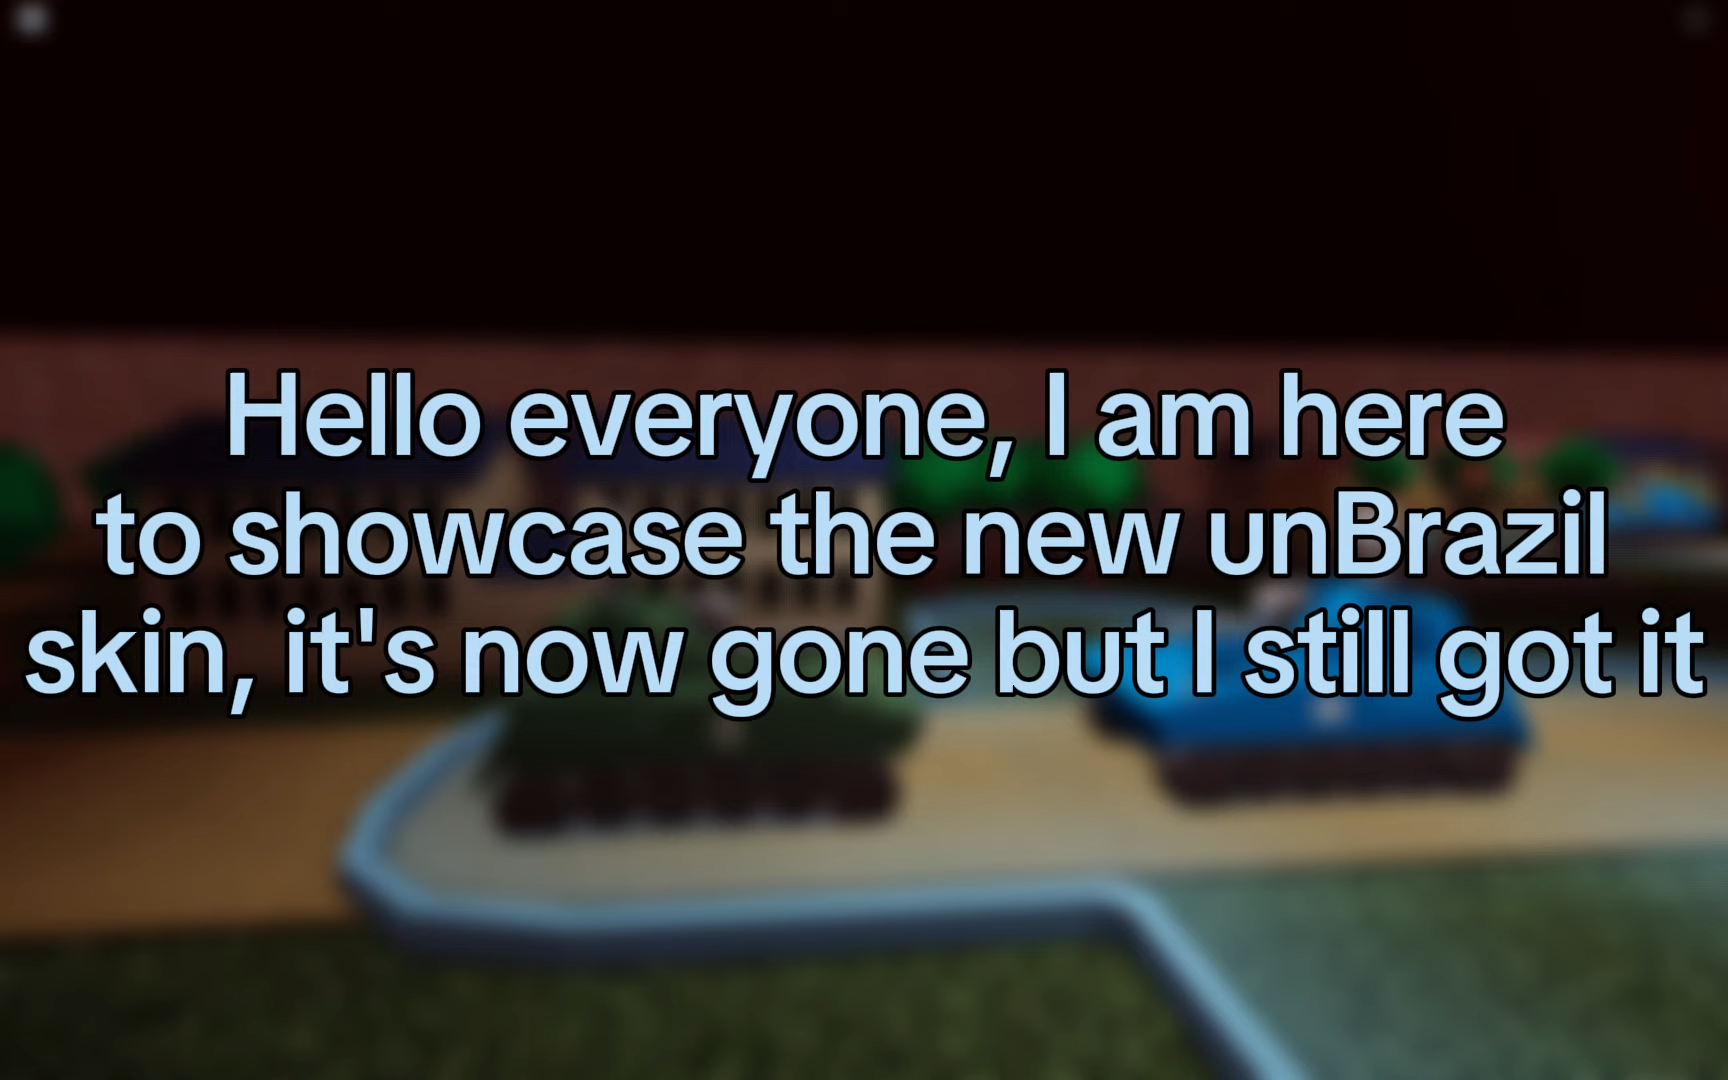 Hello everyone, I am here
to showcase the new unBrazil
skin, it's now gone but I still got it